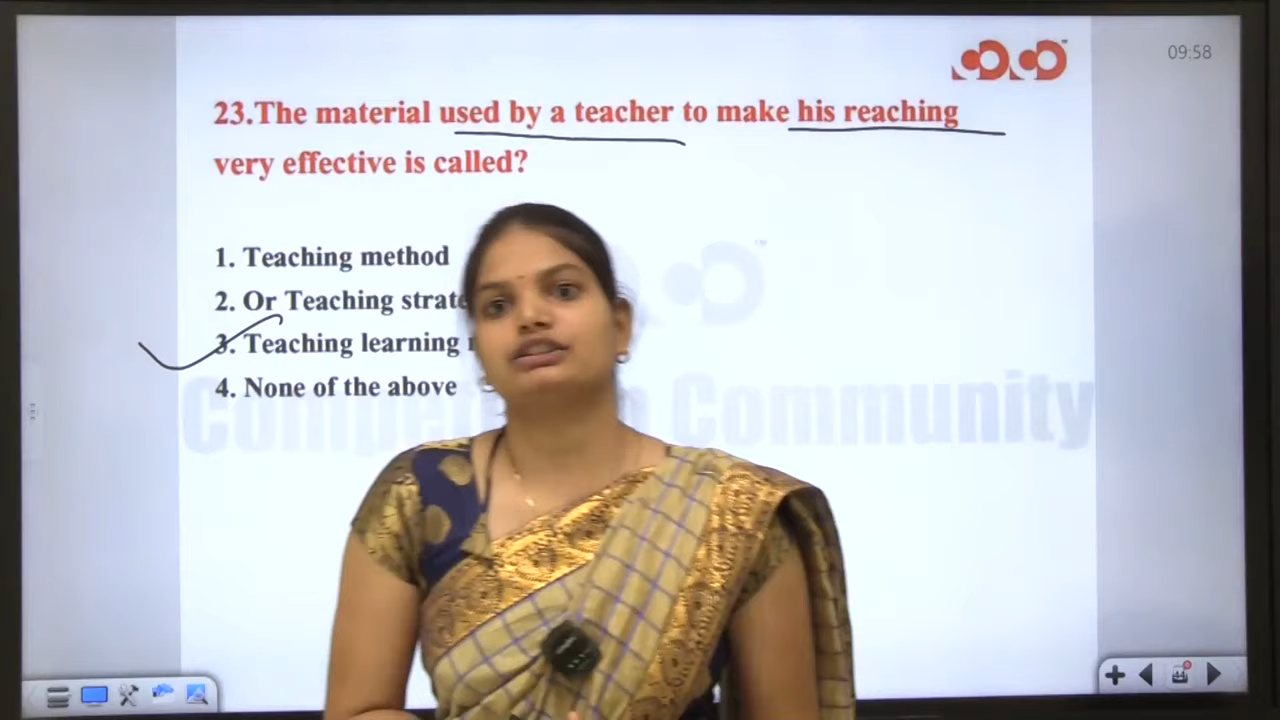 09:58
23.The material used by a teacher to make his reaching
very effective is called?
1. Teaching method
2. Or Teaching strate
3. Teaching learning
4. None of the above
Community